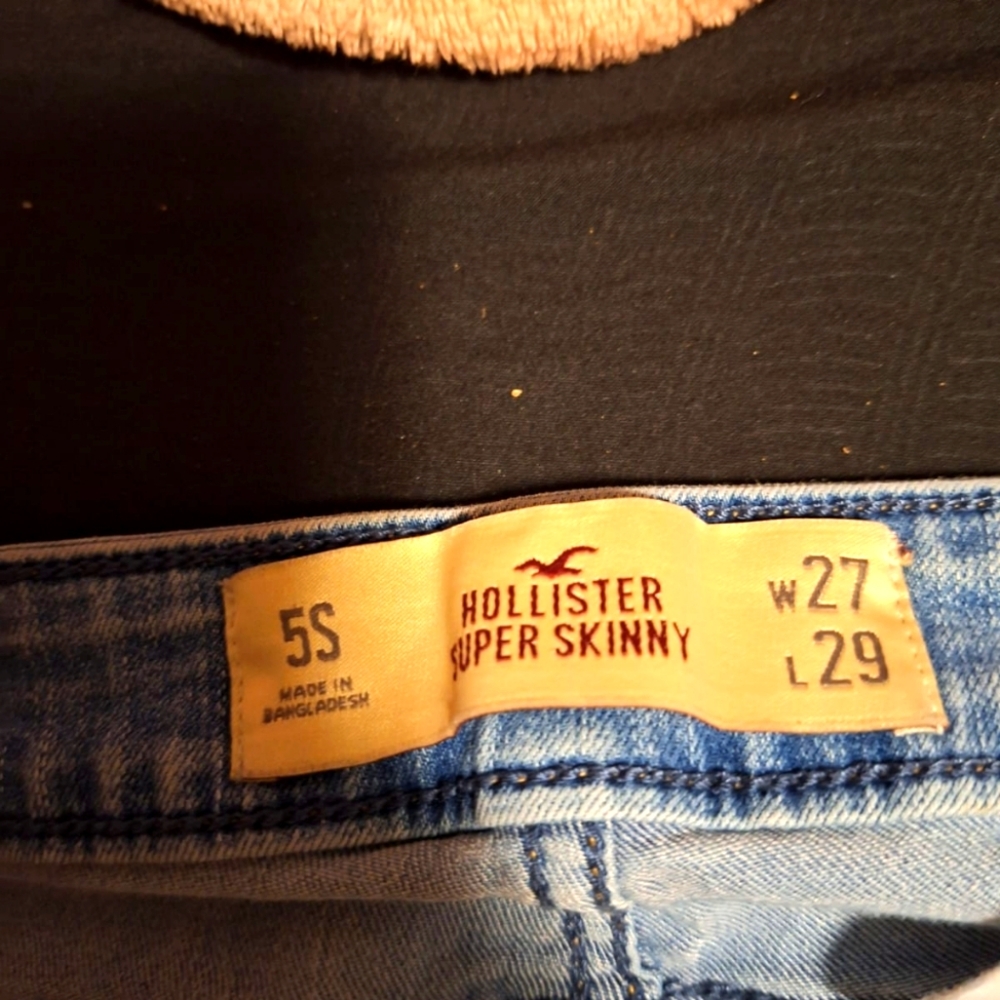 5S
MADE IN
BANGLADESH
HOLLISTER
SUPER SKINNY
W27
L29